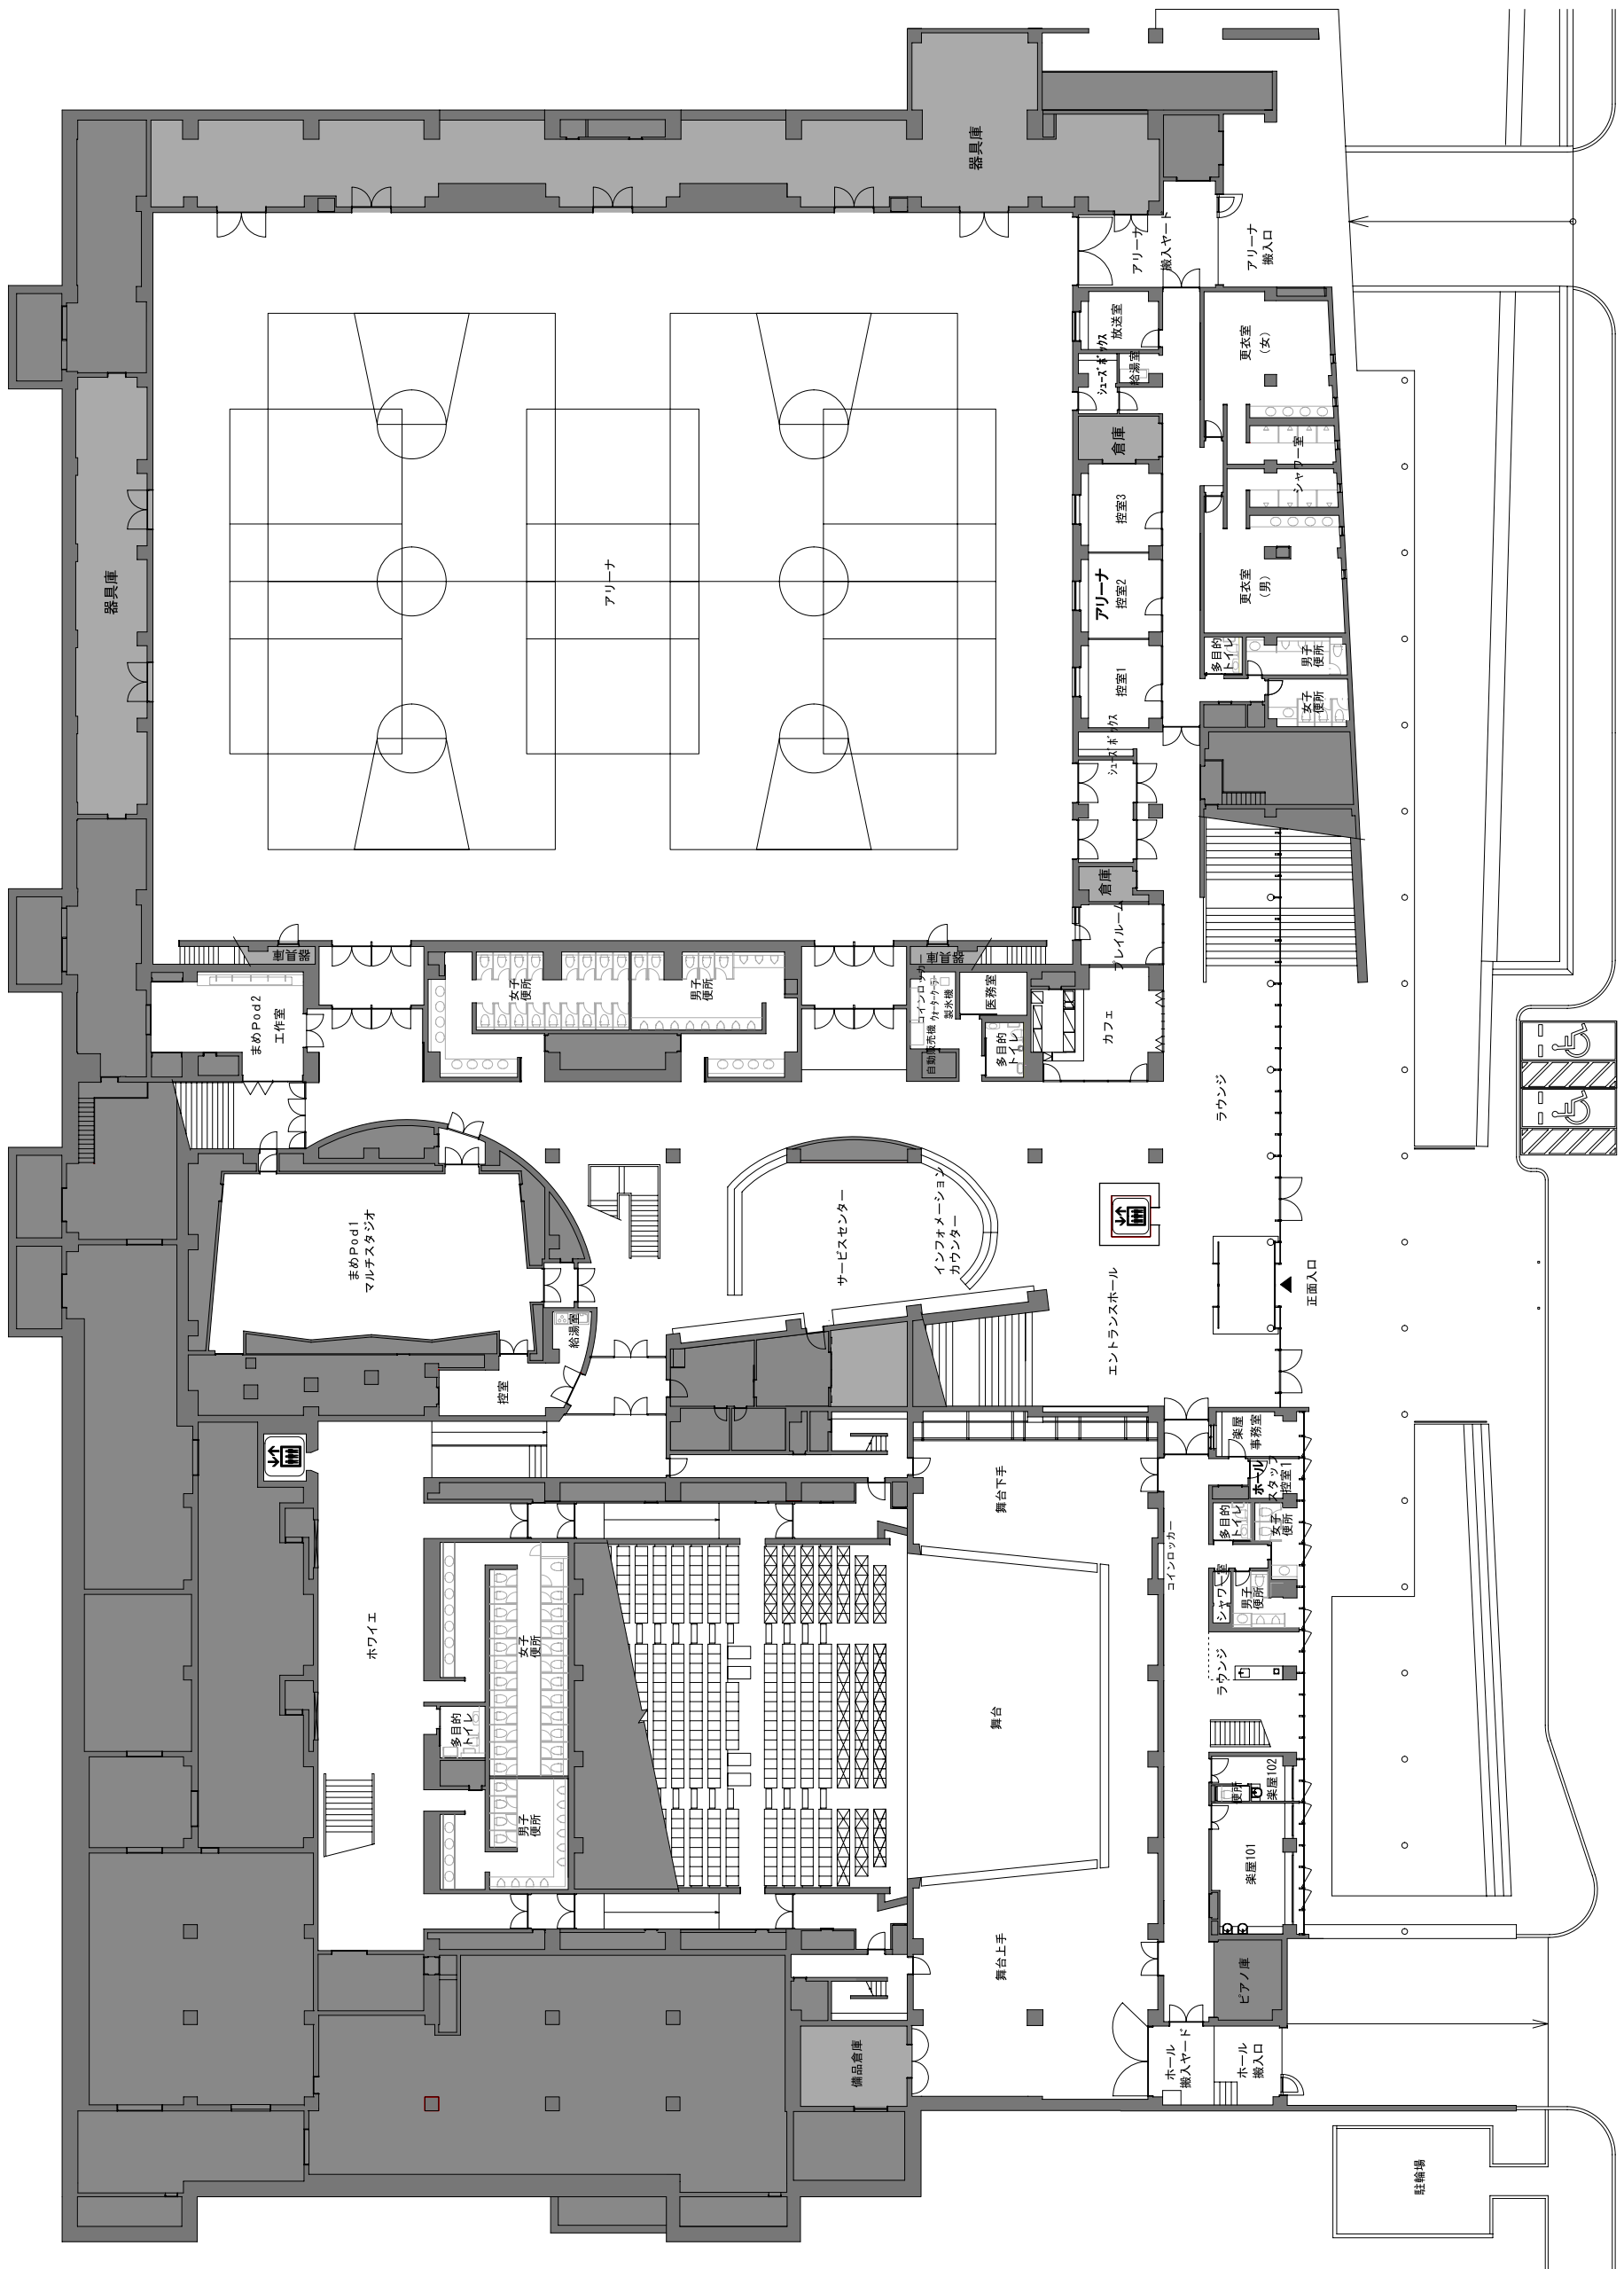 器具庫
器具庫
アリーナ
アリーナ
搬入ヤード
アリーナ
搬入口
放送室
シューズボックス
給湯室
倉庫
控室3
アリーナ
控室2
控室1
シューズボックス
倉庫
プレイルーム
更衣室
(女)
シャワー室
更衣室
(男)
多目的
トイレ
男子
便所
女子
便所
器具庫
器具庫
まめPod2
工作室
女子
便所
男子
便所
コインロッカー
ウォータークーラー
製氷機
自動販売機
医務室
多目的
トイレ
カフェ
ラウンジ
まめPod1
マルチスタジオ
サービスセンター
インフォメーション
カウンター
エントランスホール
正面入口
給湯室
控室
ホワイエ
女子
便所
多目的
トイレ
男子
便所
舞台下手
舞台
舞台上手
コインロッカー
楽屋
事務室
ホール
スタッフ
控室1
多目的
トイレ
女子
便所
シャワー室
男子
便所
ラウンジ
便所
楽屋102
楽屋101
ピアノ庫
備品倉庫
ホール
搬入ヤード
ホール
搬入口
駐輪場